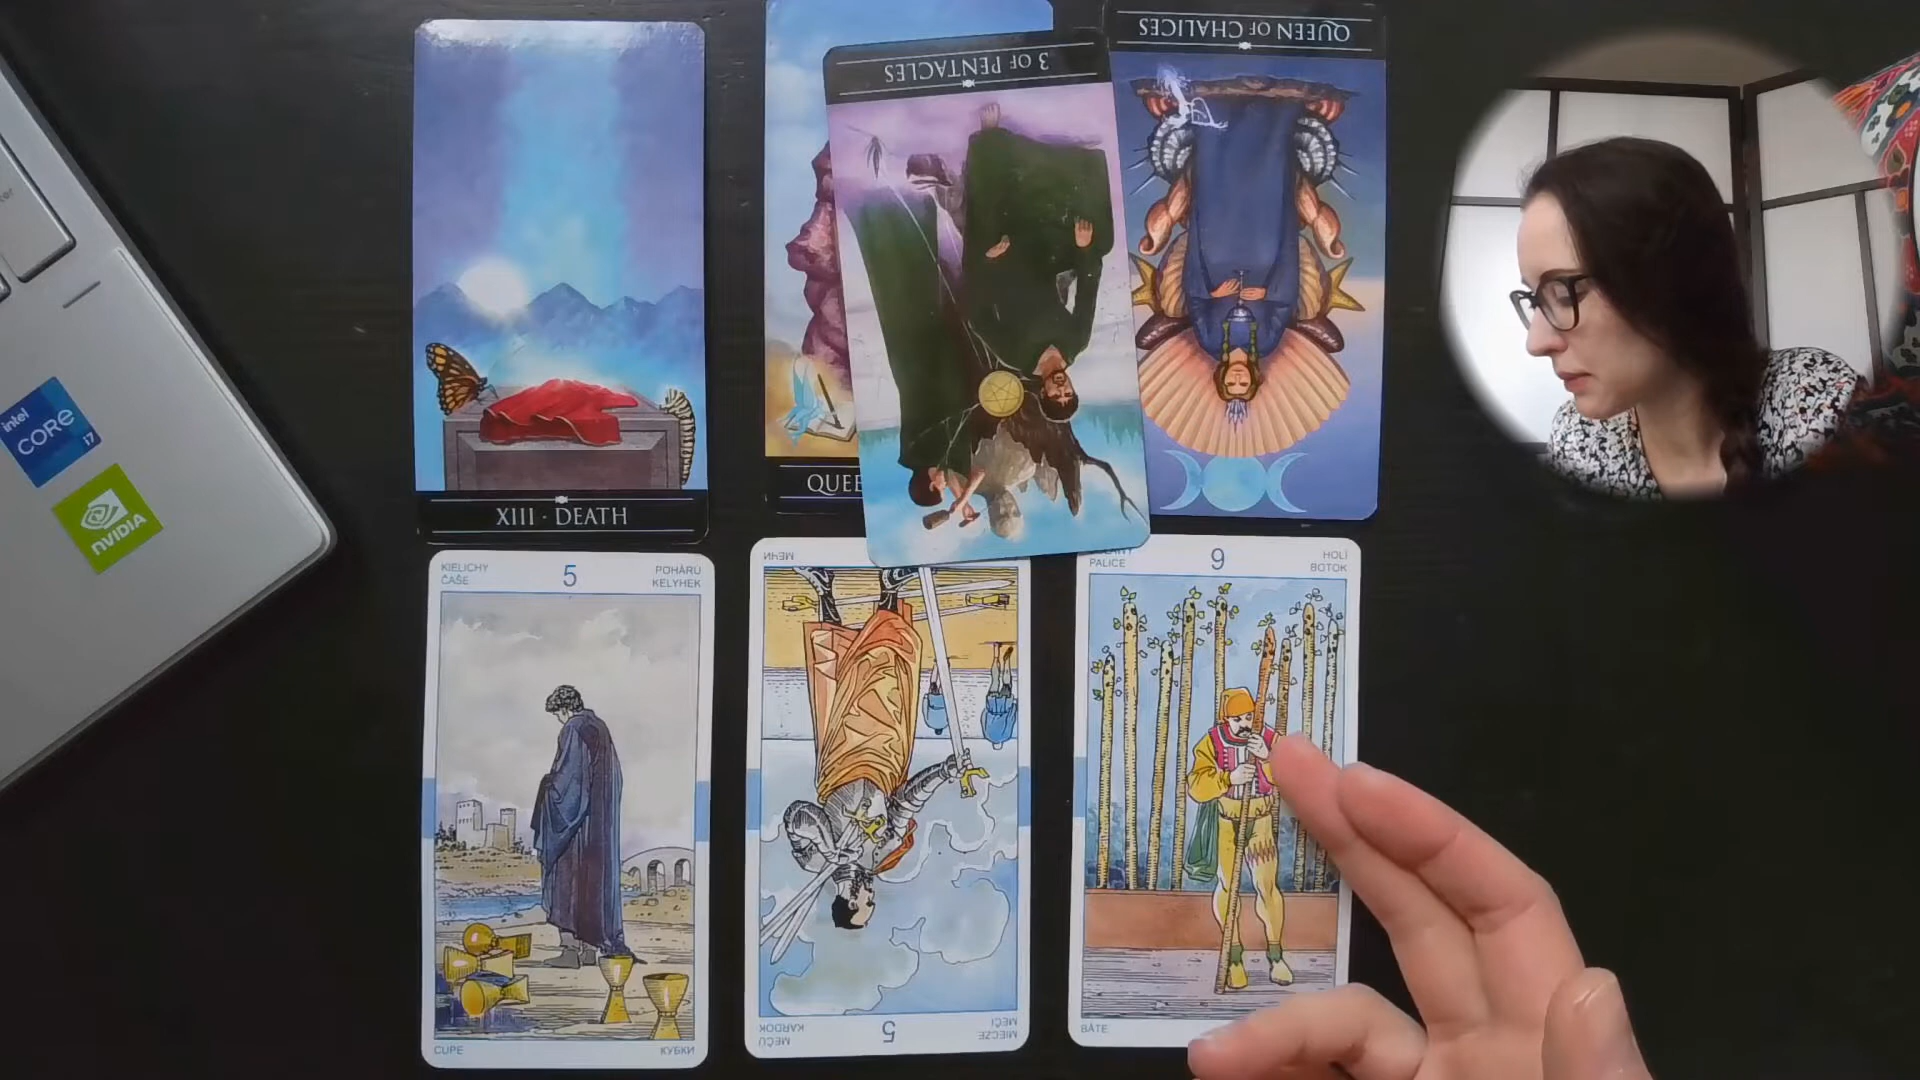 QUEEN OF CHALICES
3 OF PENTACLES
XIII · DEATH
QUEE
intel
CORE
i7
NVIDIA
KIELICHY
ČAŠE
5
POHÁRŮ
KELYHEK
CUPE
КУБКИ
МЕЧИ
MEČŮ
KARDOK
5
MIECZE
MEČI
PALICE
9
HOLÍ
BOTOK
BÂTE